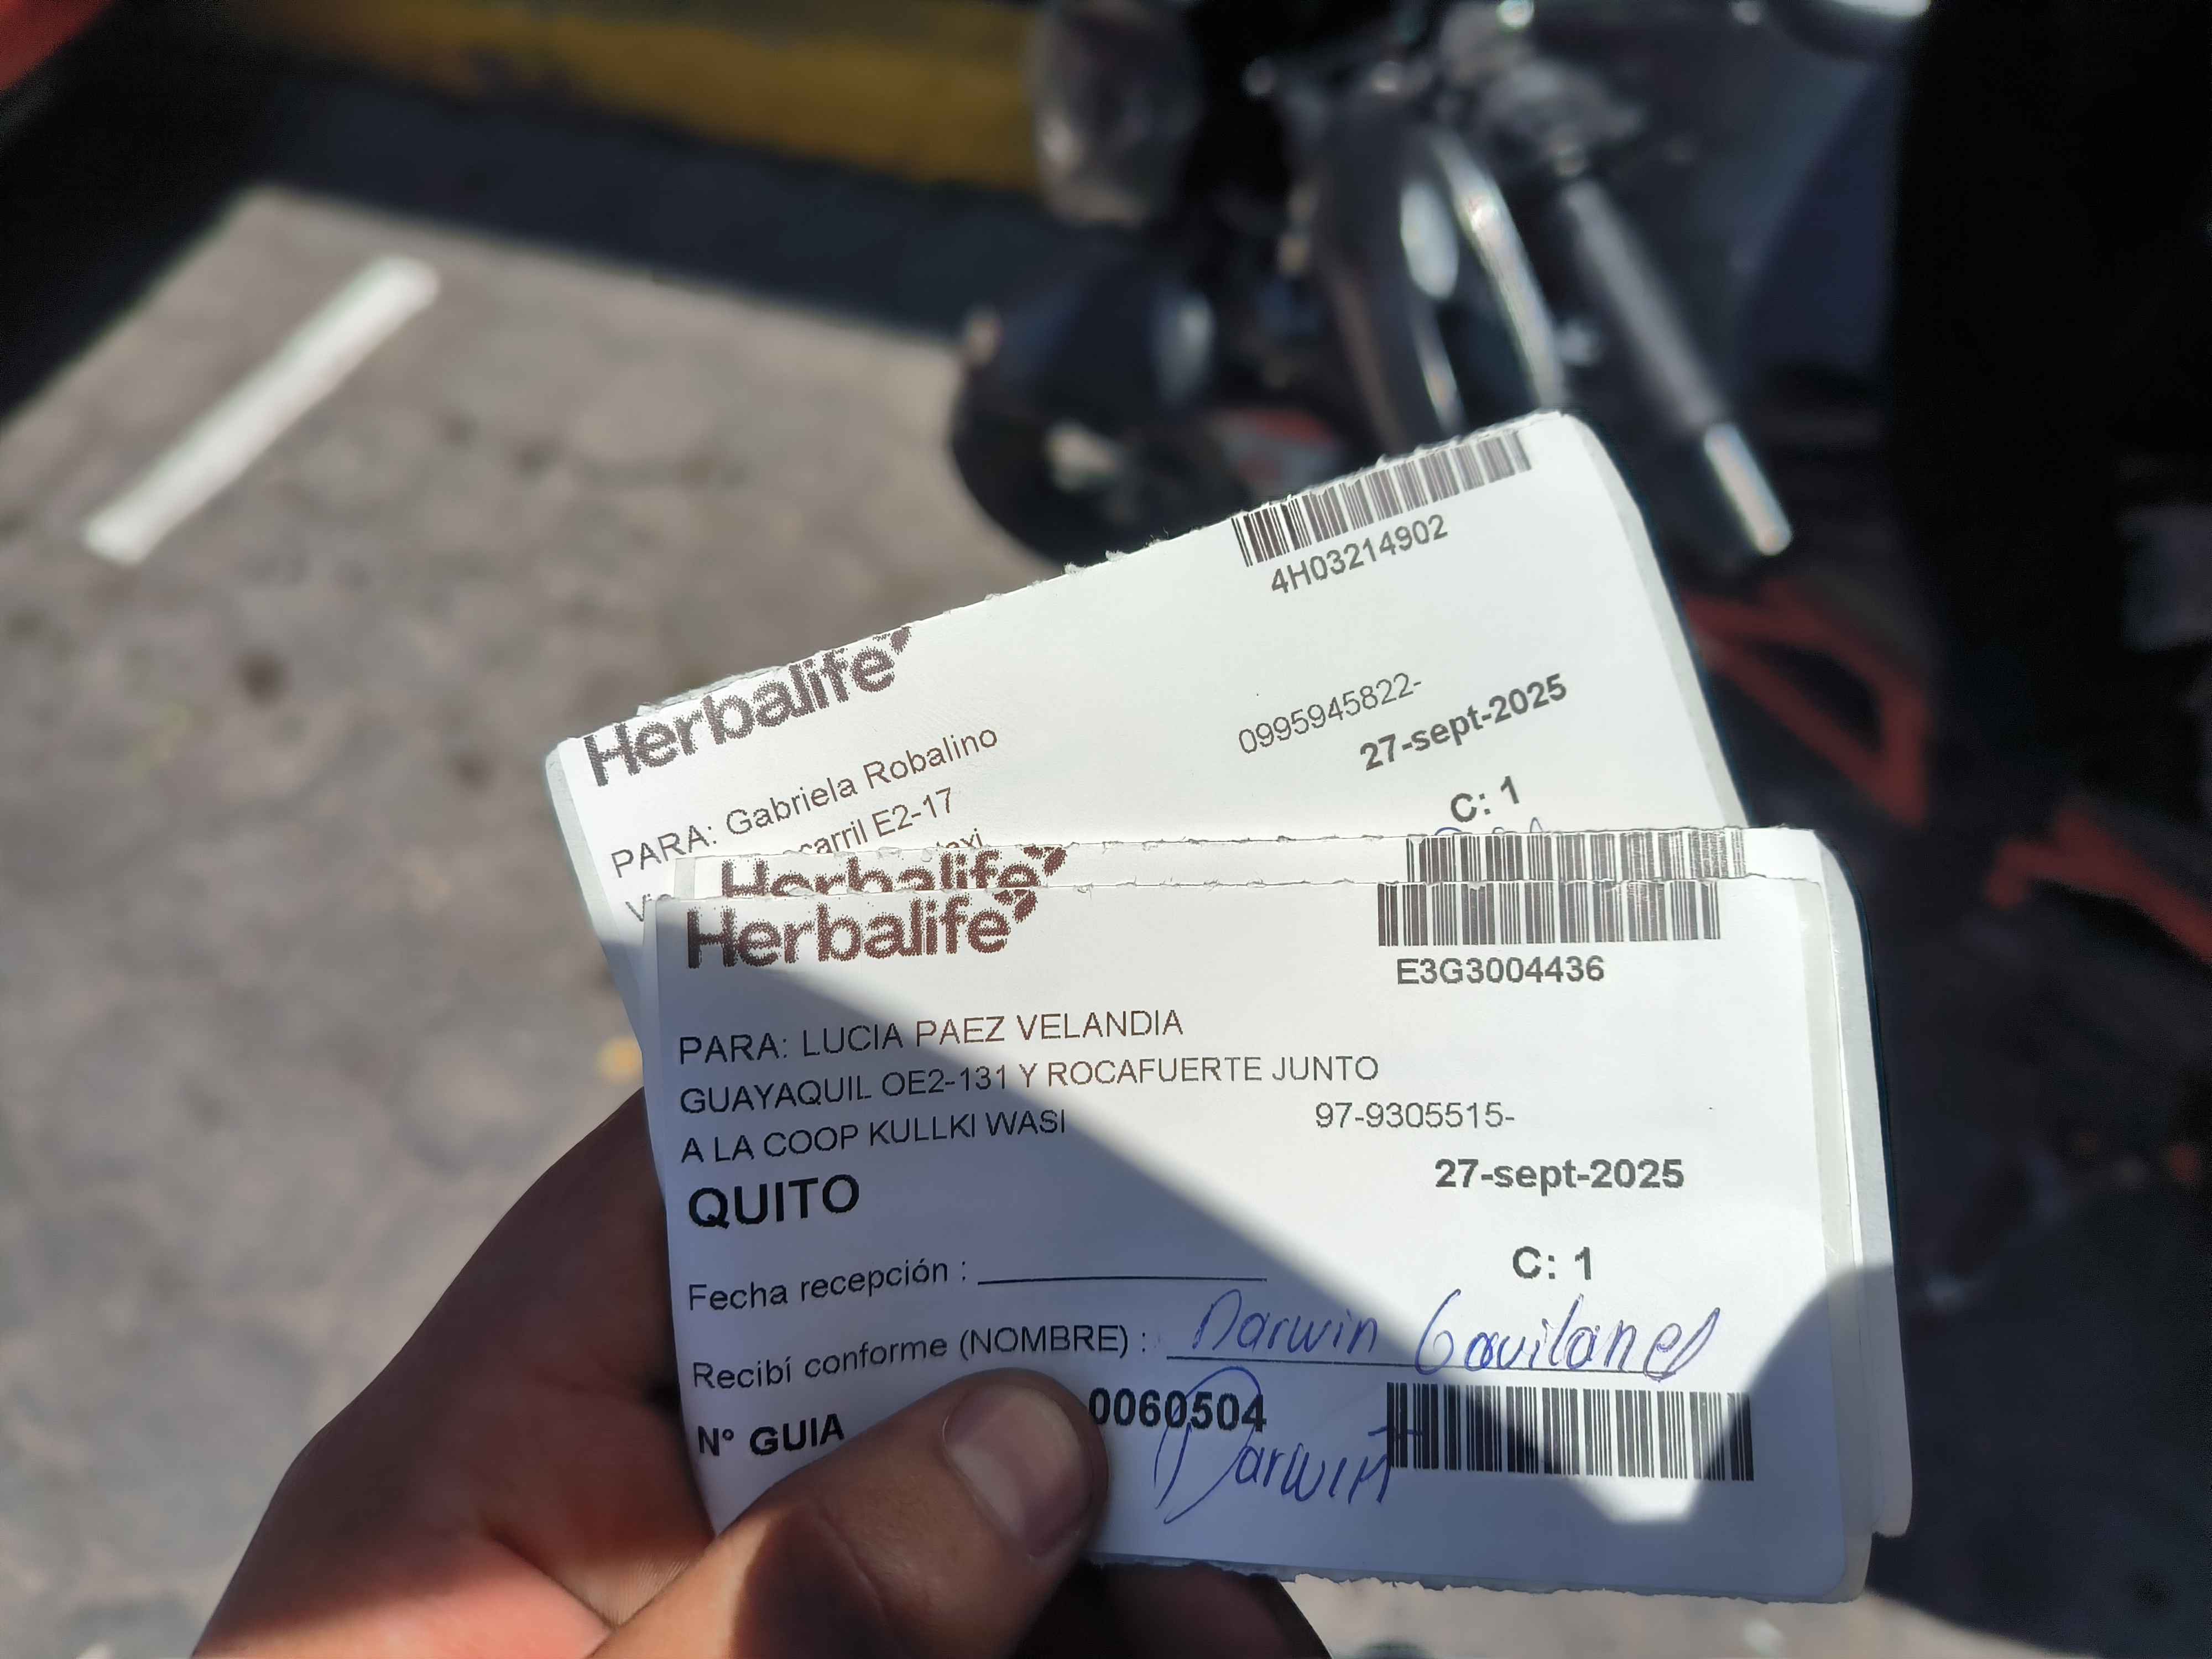 4H03214902
Herbalife
PARA: Gabriela Robalino
0995945822-
carril E2-17
27-sept-2025
C: 1
Herbalife
Herbalife
E3G3004436
PARA: LUCIA PAEZ VELANDIA
GUAYAQUIL OE2-131 Y ROCAFUERTE JUNTO
A LA COOP KULLKI WASI
97-9305515-
QUITO
27-sept-2025
C: 1
Fecha recepción :
Recibí conforme (NOMBRE) : Darwin Gavilanes
N° GUIA 0060504
Darwin